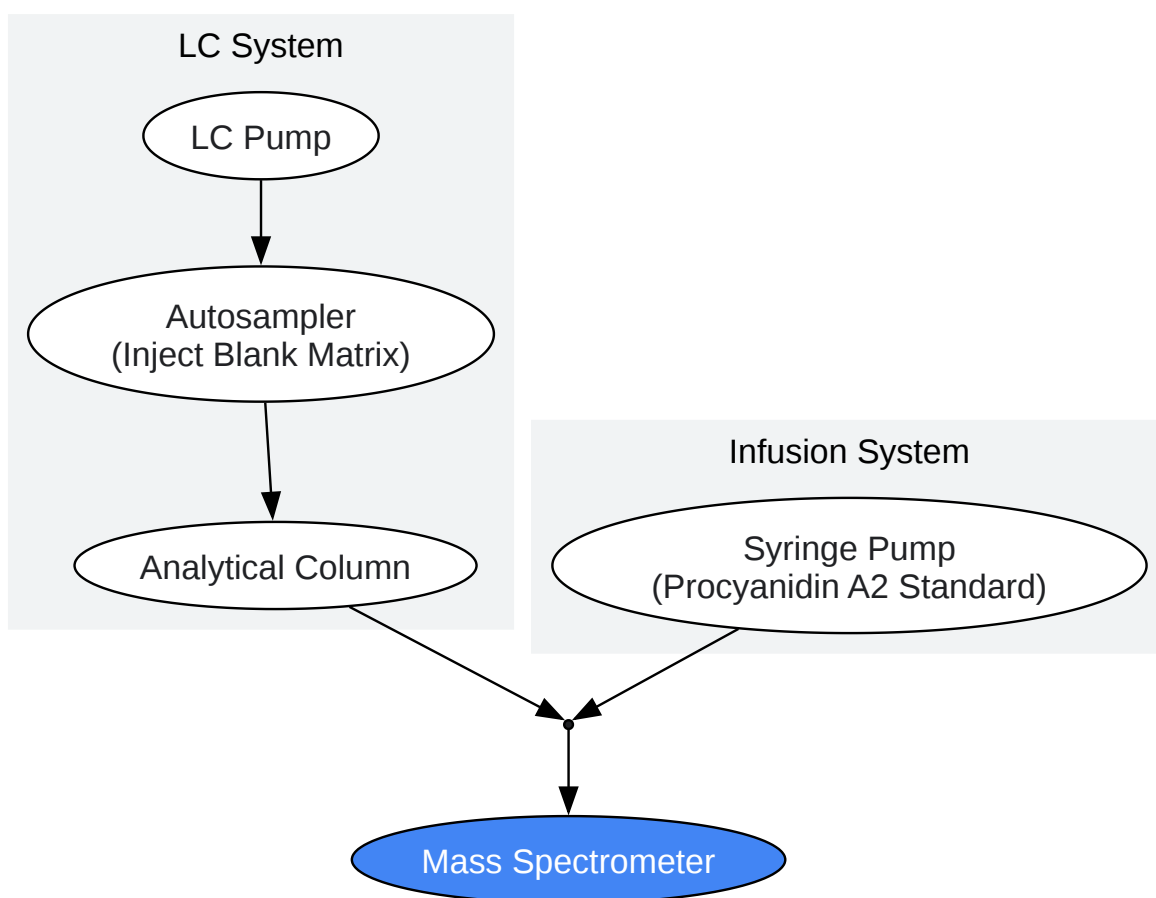 LC System
LC Pump
Autosampler
(Inject Blank Matrix)
Analytical Column
Infusion System
Syringe Pump
(Procyanidin A2 Standard)
Mass Spectrometer